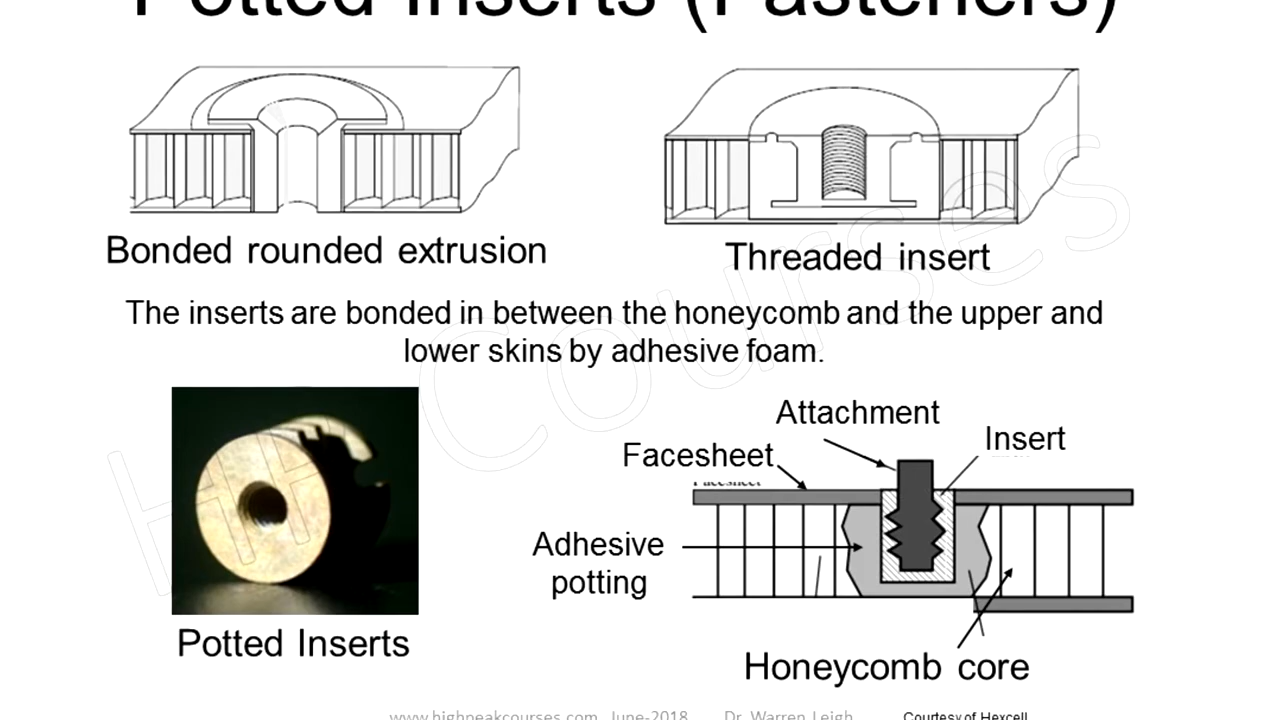 Potted Inserts (Fasteners)
Bonded rounded extrusion
Threaded insert
The inserts are bonded in between the honeycomb and the upper and
lower skins by adhesive foam.
Attachment
Insert
Facesheet
Facesheet
Adhesive
potting
Potted Inserts
Honeycomb core
www.highpeakcourses.com June-2018 Dr. Warren Leigh Courtesy of Hexcell
Courses